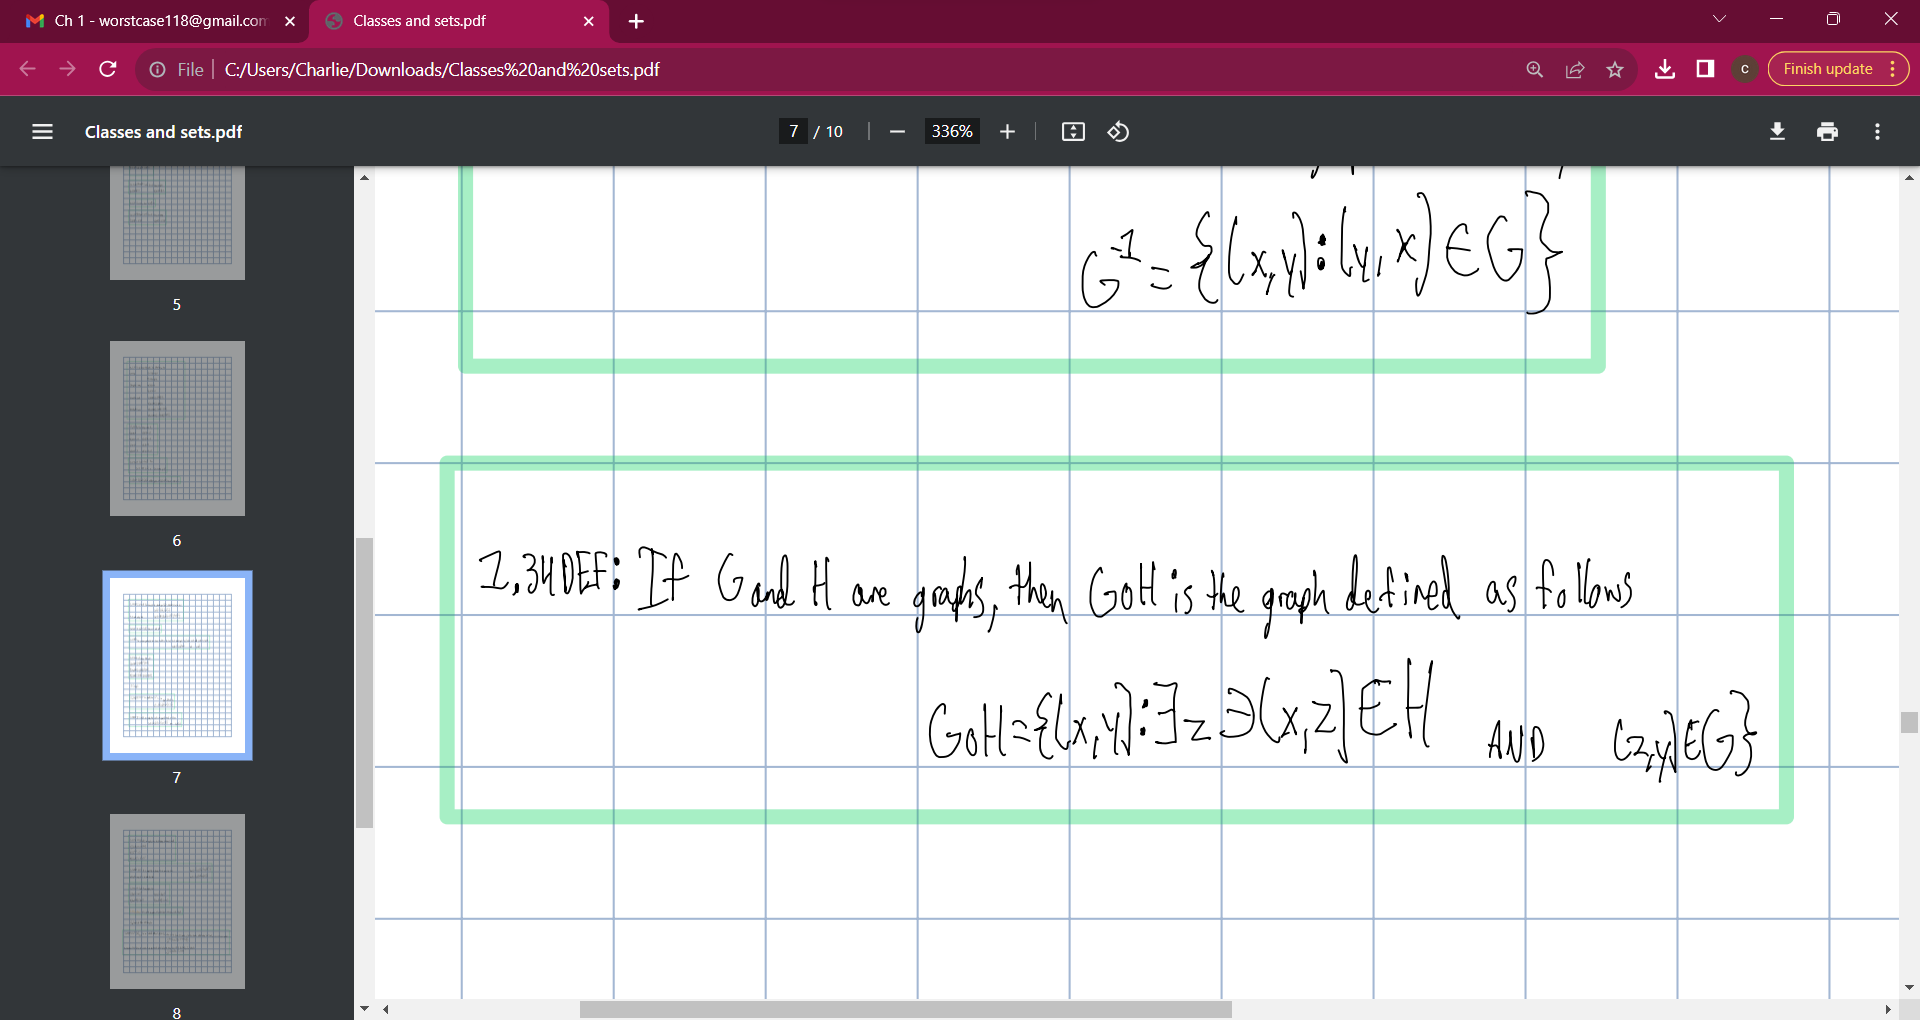 Ch 1 - worstcase118@gmail.com
Classes and sets.pdf
File
C:/Users/Charlie/Downloads/Classes%20and%20sets.pdf
C
Finish update
Classes and sets.pdf
7 / 10
336%
5
6
7
8
G⁻¹ = {(x,y) : (y,x) ∈ G}
1.34 DEF: If G and H are graphs, then G∘H is the graph defined as follows
G∘H = {(x,y) : ∃z ∋ (x,z) ∈ H AND (z,y) ∈ G}